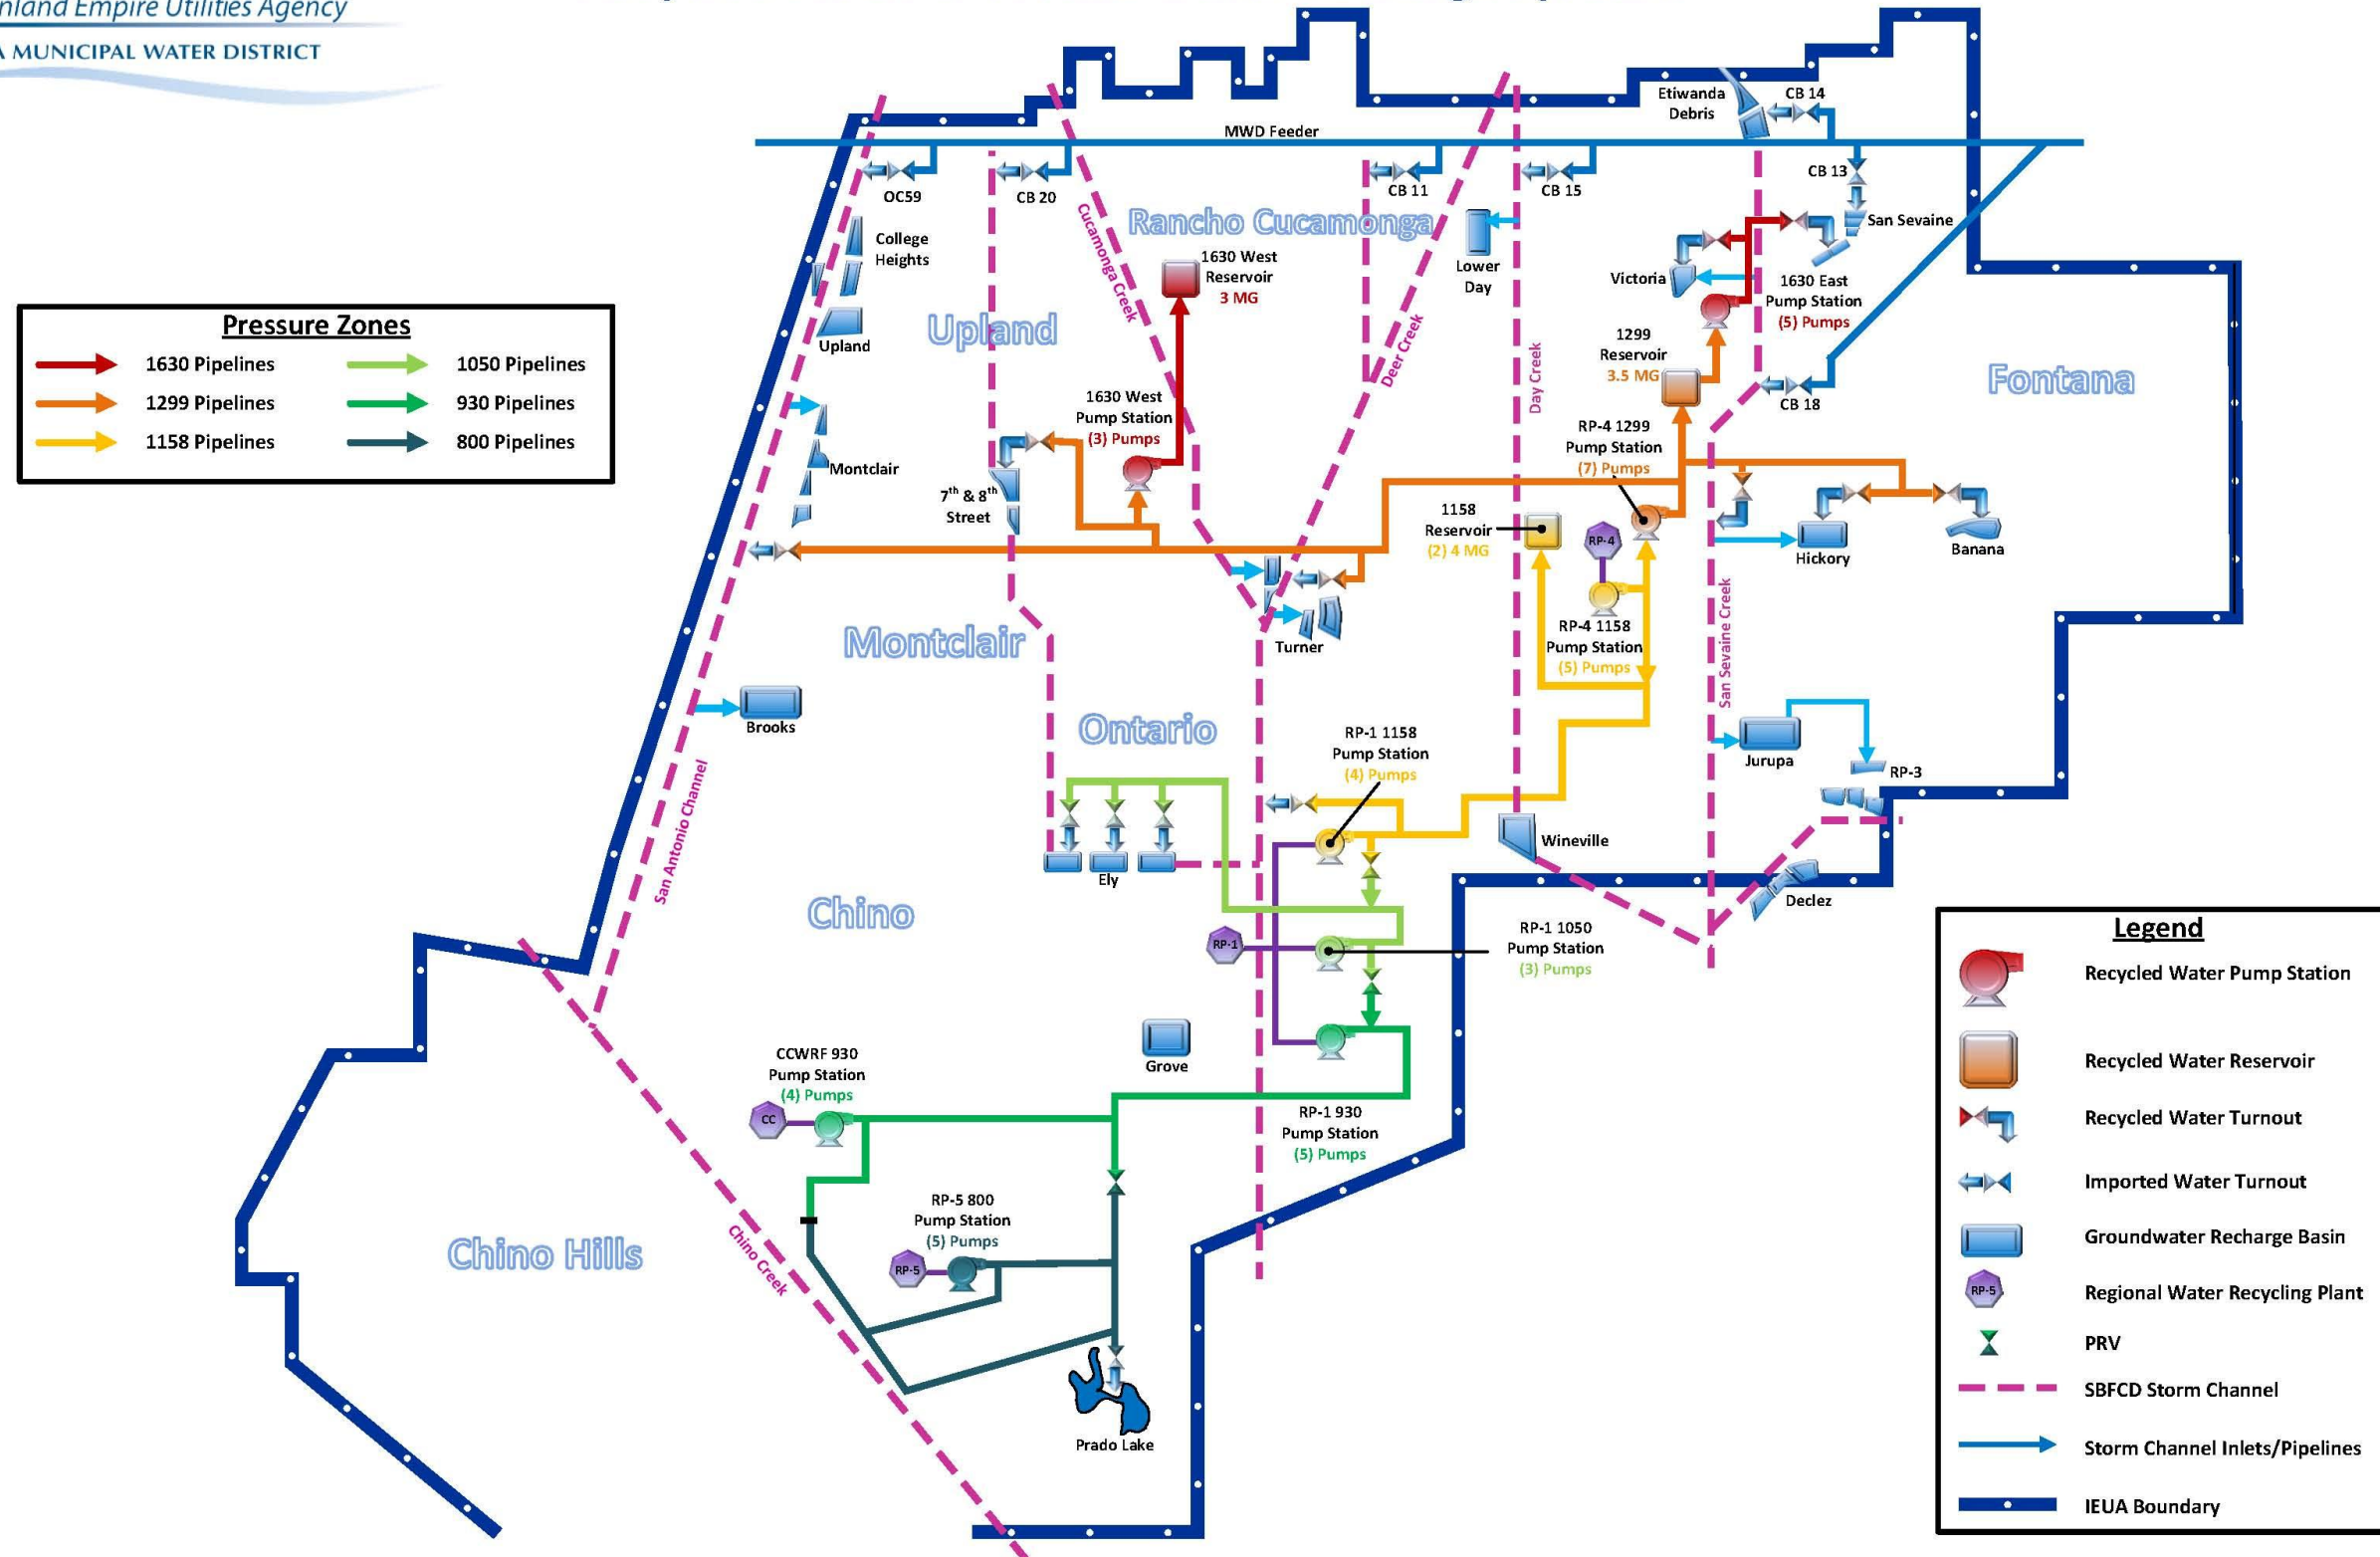 Inland Empire Utilities Agency
A MUNICIPAL WATER DISTRICT
Pressure Zones
1630 Pipelines
1050 Pipelines
1299 Pipelines
930 Pipelines
1158 Pipelines
800 Pipelines
MWD Feeder
Etiwanda
Debris
CB 14
OC59
CB 20
CB 11
CB 15
CB 13
San Sevaine
College
Heights
Upland
Upland
Cucamonga Creek
Rancho Cucamonga
1630 West
Reservoir
3 MG
Lower
Day
Victoria
1630 East
Pump Station
(5) Pumps
1299
Reservoir
3.5 MG
CB 18
Fontana
Deer Creek
Day Creek
1630 West
Pump Station
(3) Pumps
RP-4 1299
Pump Station
(7) Pumps
Montclair
7th & 8th
Street
1158
Reservoir
(2) 4 MG
RP-4
Hickory
Banana
RP-4 1158
Pump Station
(5) Pumps
San Sevaine Creek
Turner
Montclair
Brooks
Ontario
RP-1 1158
Pump Station
(4) Pumps
Jurupa
RP-3
San Antonio Channel
Wineville
Ely
Declez
Chino
RP-1
RP-1 1050
Pump Station
(3) Pumps
Grove
CCWRF 930
Pump Station
(4) Pumps
CC
RP-1 930
Pump Station
(5) Pumps
RP-5 800
Pump Station
(5) Pumps
RP-5
Chino Hills
Chino Creek
Prado Lake
Legend
Recycled Water Pump Station
Recycled Water Reservoir
Recycled Water Turnout
Imported Water Turnout
Groundwater Recharge Basin
RP-5
Regional Water Recycling Plant
PRV
SBFCD Storm Channel
Storm Channel Inlets/Pipelines
IEUA Boundary